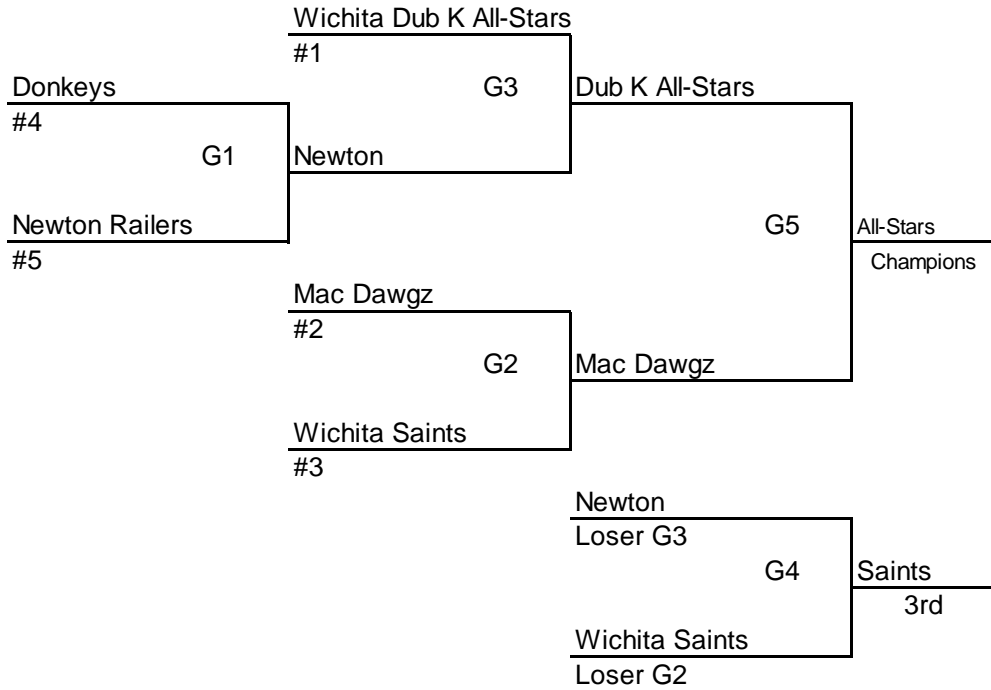 Wichita Dub K All-Stars
#1
Donkeys
G3
Dub K All-Stars
#4
G1
Newton
Newton Railers
G5
All-Stars
#5
Champions
Mac Dawgz
#2
G2
Mac Dawgz
Wichita Saints
#3
Newton
Loser G3
G4
Saints
3rd
Wichita Saints
Loser G2